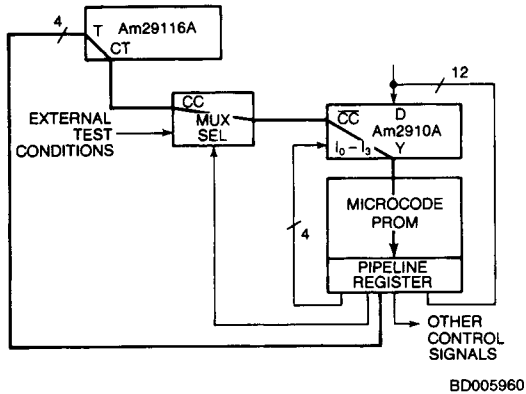 4
T Am29116A
CT
12
CC
MUX
SEL
EXTERNAL
TEST
CONDITIONS
D
C̅C̅ Am2910A
I₀ – I₃ Y
4
MICROCODE
PROM
PIPELINE
REGISTER
OTHER
CONTROL
SIGNALS
BD005960